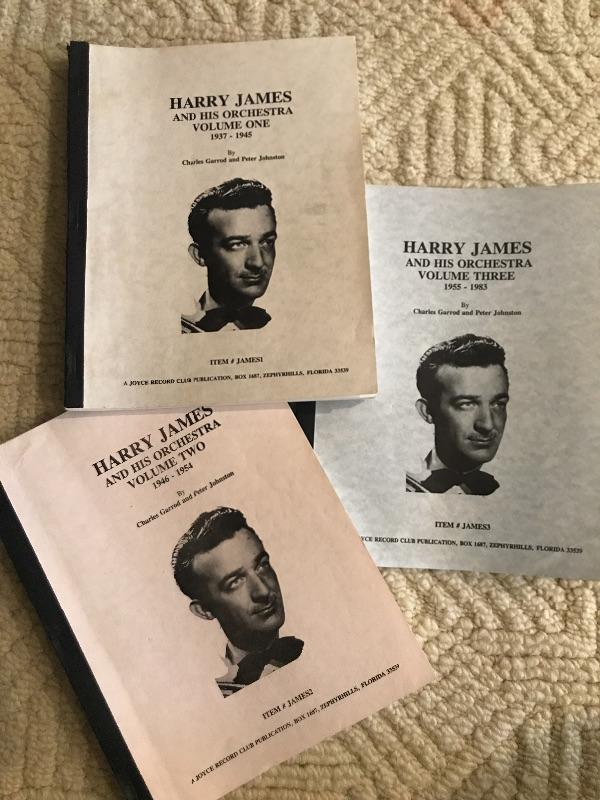 HARRY JAMES
AND HIS ORCHESTRA
VOLUME ONE
1937 - 1945
By
Charles Garrod and Peter Johnston
ITEM # JAMES1
A JOYCE RECORD CLUB PUBLICATION, BOX 1687, ZEPHYRHILLS, FLORIDA 33539
HARRY JAMES
AND HIS ORCHESTRA
VOLUME THREE
1955 - 1983
By
Charles Garrod and Peter Johnston
ITEM # JAMES3
YCE RECORD CLUB PUBLICATION, BOX 1687, ZEPHYRHILLS, FLORIDA 33539
HARRY JAMES
AND HIS ORCHESTRA
VOLUME TWO
1946 - 1954
By
Charles Garrod and Peter Johnston
ITEM # JAMES2
A JOYCE RECORD CLUB PUBLICATION, BOX 1687, ZEPHYRHILLS, FLORIDA 33539